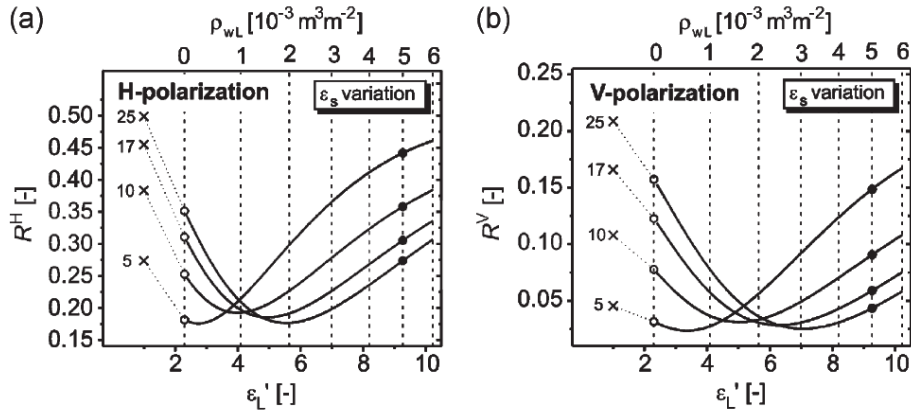 (a)
ρwL [10⁻³ m³m⁻²]
0 1 2 3 4 5 6
H-polarization
εs variation
25
17
10
5
0.50
0.45
0.40
0.35
0.30
0.25
0.20
0.15
Rᴴ [-]
2 4 6 8 10
εL' [-]
(b)
ρwL [10⁻³ m³m⁻²]
0 1 2 3 4 5 6
V-polarization
εs variation
25
17
10
5
0.25
0.20
0.15
0.10
0.05
Rⱽ [-]
2 4 6 8 10
εL' [-]